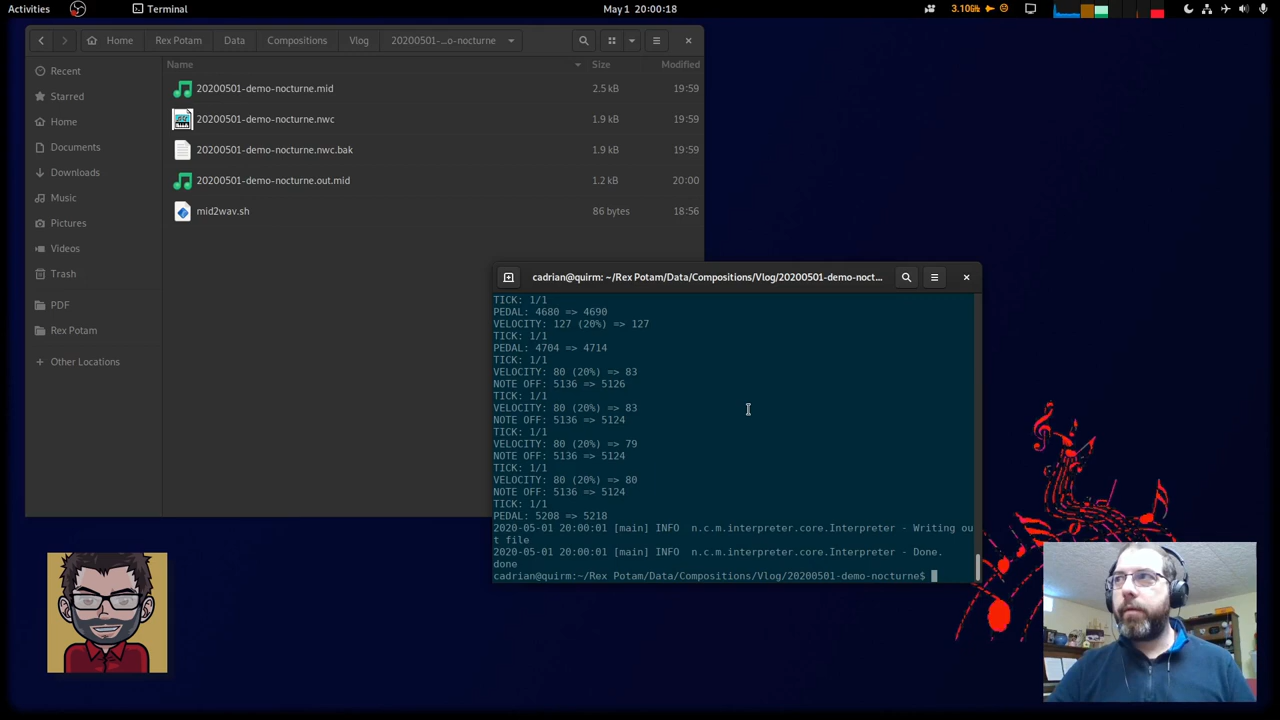 Activities
Terminal
May 1 20:00:18
3.10GHz
Home
Rex Potam
Data
Compositions
Vlog
20200501-…o-nocturne
Recent
Starred
Home
Documents
Downloads
Music
Pictures
Videos
Trash
PDF
Rex Potam
Other Locations
Name Size Modified
20200501-demo-nocturne.mid 2.5 kB 19:59
20200501-demo-nocturne.nwc 1.9 kB 19:59
20200501-demo-nocturne.nwc.bak 1.9 kB 19:59
20200501-demo-nocturne.out.mid 1.2 kB 20:00
mid2wav.sh 86 bytes 18:56
cadrian@quirm: ~/Rex Potam/Data/Compositions/Vlog/20200501-demo-noct…
TICK: 1/1
PEDAL: 4680 => 4690
VELOCITY: 127 (20%) => 127
TICK: 1/1
PEDAL: 4704 => 4714
TICK: 1/1
VELOCITY: 80 (20%) => 83
NOTE OFF: 5136 => 5126
TICK: 1/1
VELOCITY: 80 (20%) => 83
NOTE OFF: 5136 => 5124
TICK: 1/1
VELOCITY: 80 (20%) => 79
NOTE OFF: 5136 => 5124
TICK: 1/1
VELOCITY: 80 (20%) => 80
NOTE OFF: 5136 => 5124
TICK: 1/1
PEDAL: 5208 => 5218
2020-05-01 20:00:01 [main] INFO  n.c.m.interpreter.core.Interpreter - Writing ou
t file
2020-05-01 20:00:01 [main] INFO  n.c.m.interpreter.core.Interpreter - Done.
done
cadrian@quirm:~/Rex Potam/Data/Compositions/Vlog/20200501-demo-nocturne$